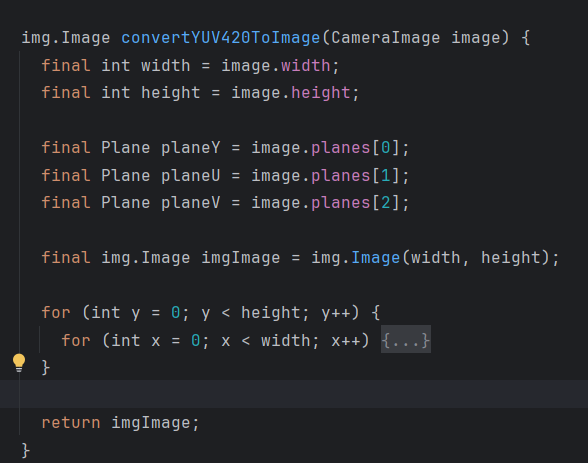 img.Image convertYUV420ToImage(CameraImage image) {
  final int width = image.width;
  final int height = image.height;

  final Plane planeY = image.planes[0];
  final Plane planeU = image.planes[1];
  final Plane planeV = image.planes[2];

  final img.Image imgImage = img.Image(width, height);

  for (int y = 0; y < height; y++) {
    for (int x = 0; x < width; x++) {...}
  }

  return imgImage;
}